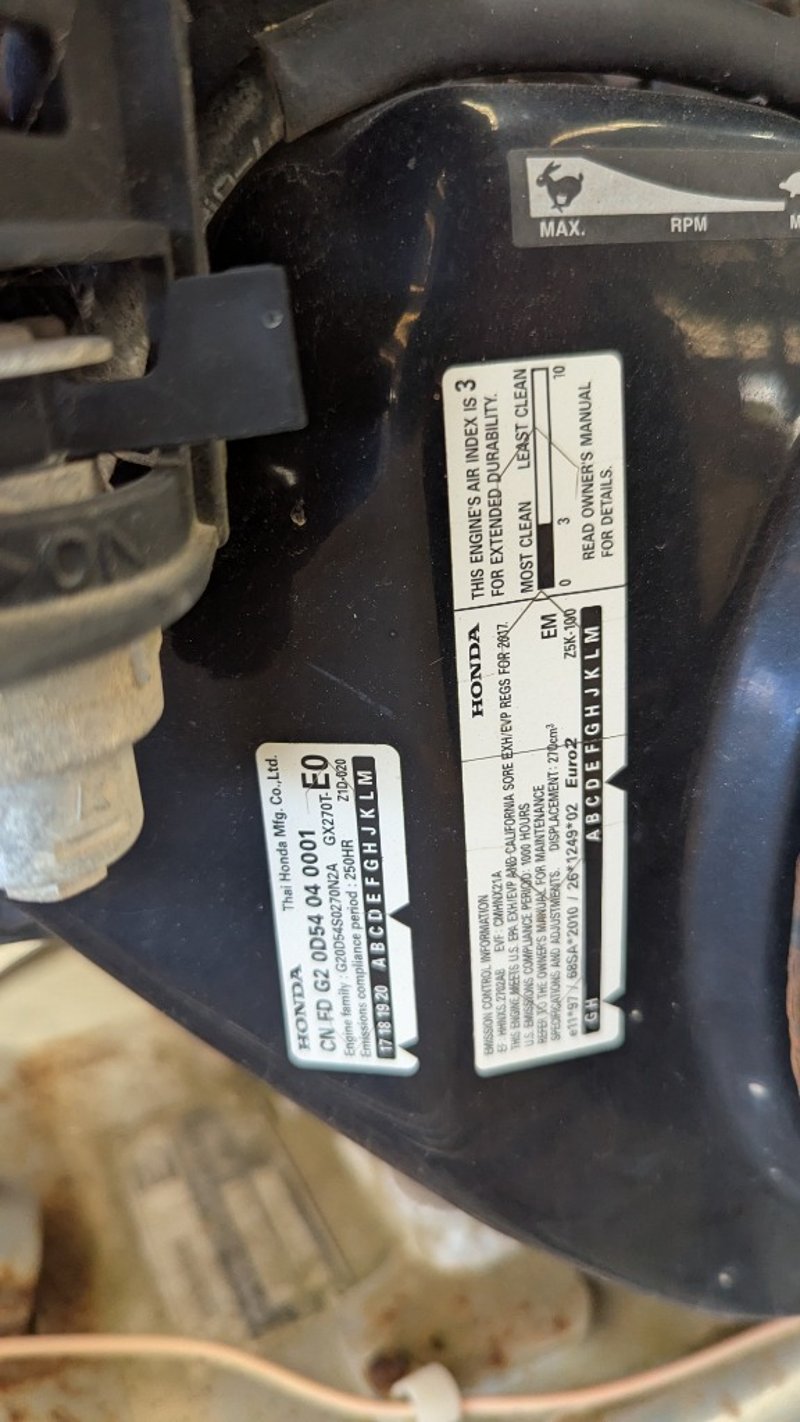 MAX.
RPM
HONDA
Thai Honda Mfg. Co.,Ltd.
CN FD G2 0D54 04 0001
GX270T-E0
Engine family : G20D54S0270N2A
Emissions compliance period : 250HR
Z1D-020
17 18 19 20 A B C D E F G H J K L M
HONDA
EMISSION CONTROL INFORMATION
EF: HHNXS.2702AB EVF: CMHNX21A
THIS ENGINE MEETS U.S. EPA EXH/EVP AND CALIFORNIA SORE EXH/EVP REGS FOR 2017.
U.S. EMISSIONS COMPLIANCE PERIOD: 1000 HOURS
REFER TO THE OWNER'S MANUAL FOR MAINTENANCE
SPECIFICATIONS AND ADJUSTMENTS. DISPLACEMENT: 270cm³
EM
e11*97 / 68SA*2010 / 26*1249*02 Euro2
Z5K-100
G H A B C D E F G H J K L M
THIS ENGINE'S AIR INDEX IS 3
FOR EXTENDED DURABILITY.
MOST CLEAN LEAST CLEAN
0 3 10
READ OWNER'S MANUAL
FOR DETAILS.